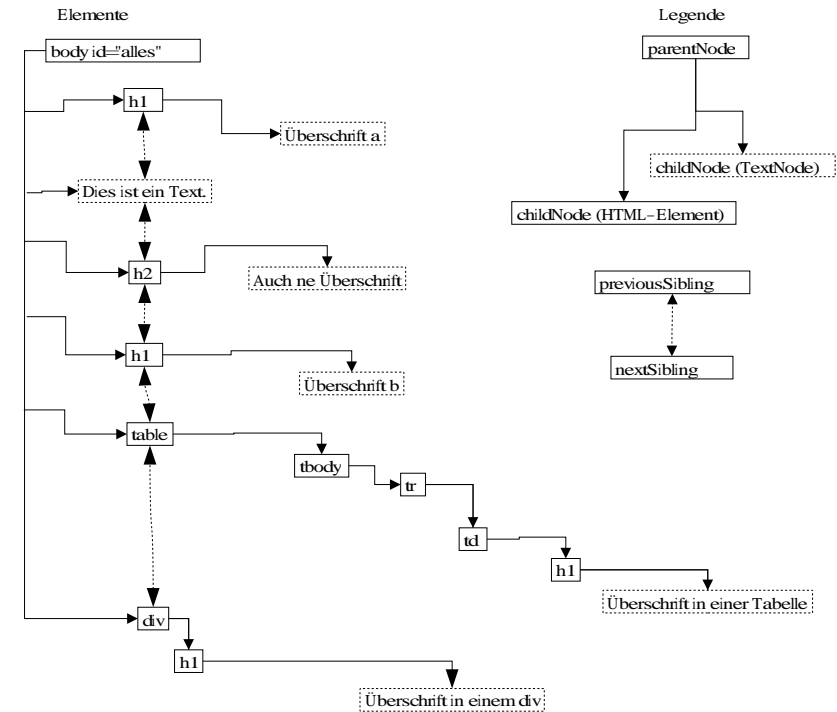 Elemente
Legende
body id="alles"
parentNode
h1
Überschrift a
childNode (TextNode)
Dies ist ein Text.
childNode (HTML-Element)
h2
Auch ne Überschrift
previousSibling
h1
Überschrift b
nextSibling
table
tbody
tr
td
h1
Überschrift in einer Tabelle
div
h1
Überschrift in einem div